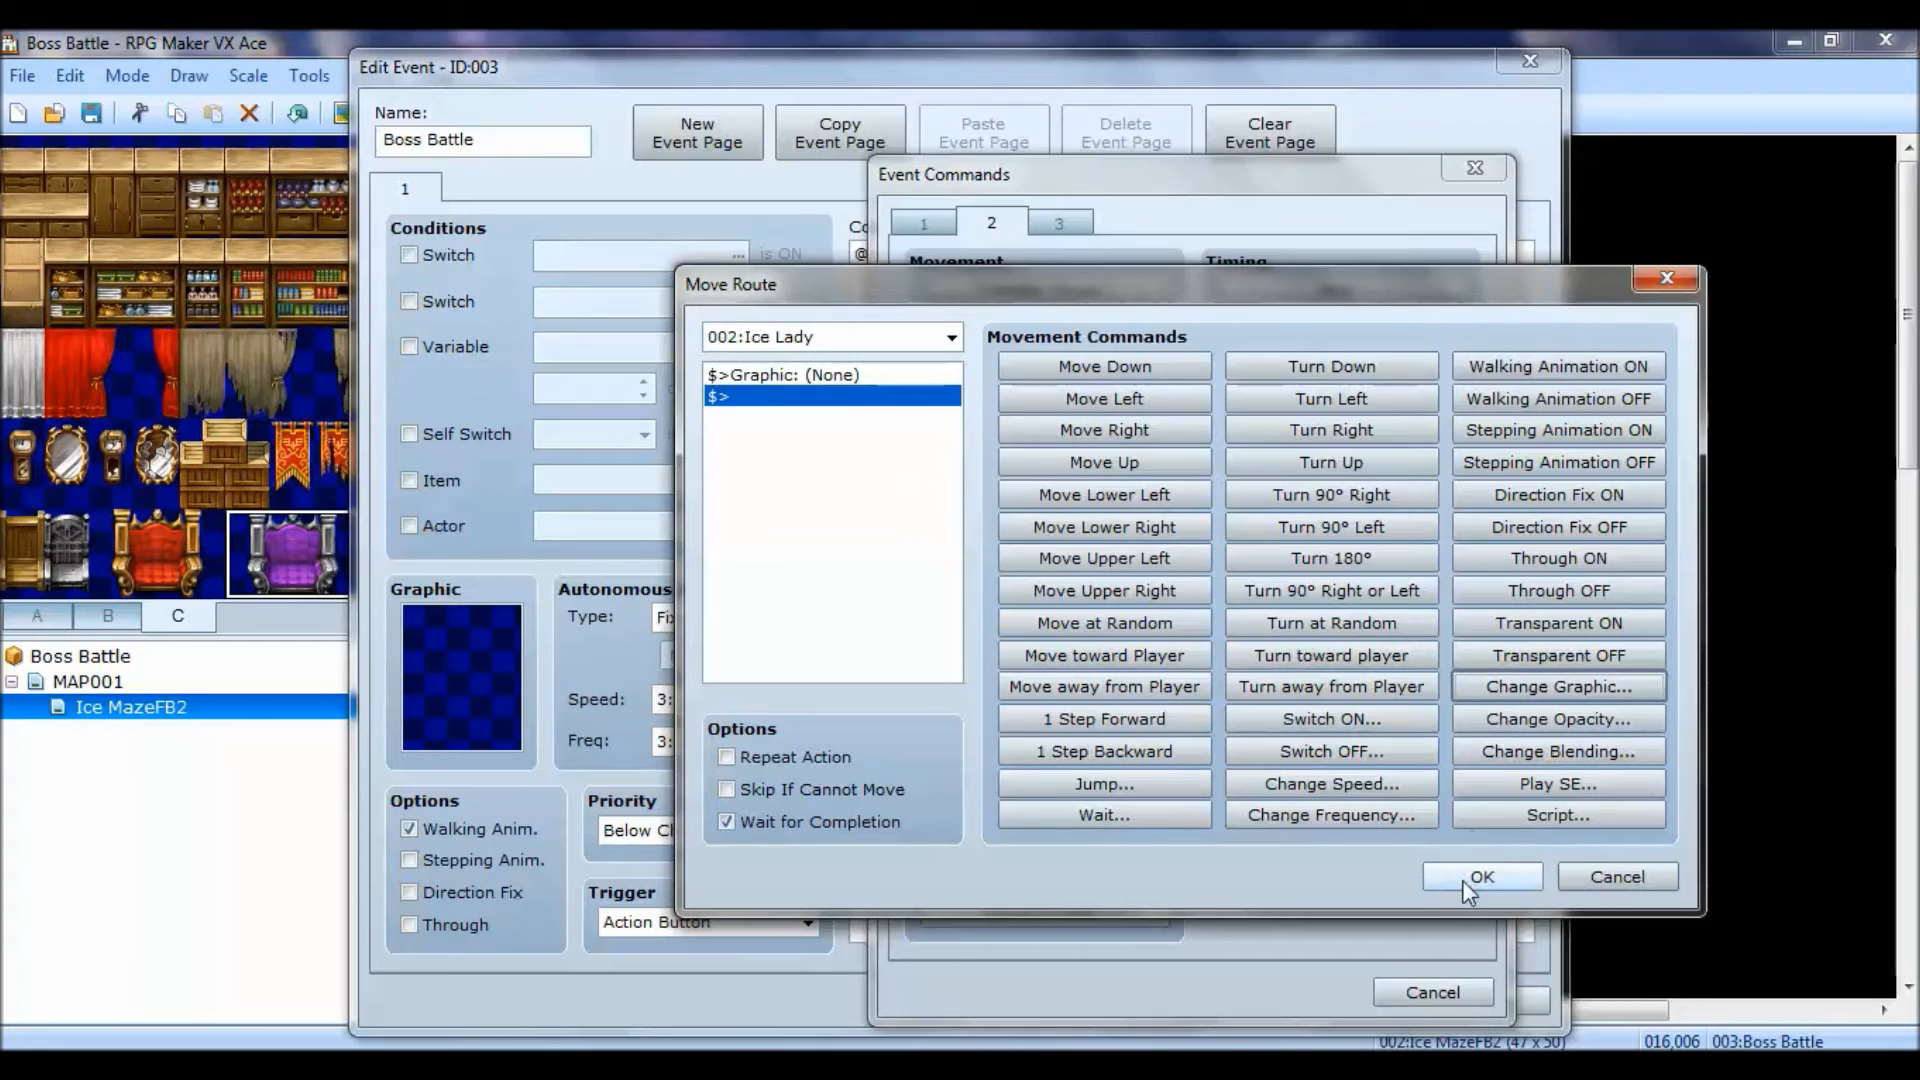 Boss Battle - RPG Maker VX Ace
File Edit Mode Draw Scale Tools
Edit Event - ID:003
Name:
Boss Battle
New Event Page
Copy Event Page
Paste Event Page
Delete Event Page
Clear Event Page
1
Conditions
Switch
is ON
Switch
Variable
Self Switch
Item
Actor
Graphic
Autonomous
Type:
Speed: 3:
Freq: 3:
Options
Walking Anim.
Stepping Anim.
Direction Fix
Through
Priority
Below Ch
Trigger
Action Button
Event Commands
1 2 3
Movement Timing
@
Move Route
002:Ice Lady
$>Graphic: (None)
$>
Options
Repeat Action
Skip If Cannot Move
Wait for Completion
Movement Commands
Move Down Turn Down Walking Animation ON
Move Left Turn Left Walking Animation OFF
Move Right Turn Right Stepping Animation ON
Move Up Turn Up Stepping Animation OFF
Move Lower Left Turn 90° Right Direction Fix ON
Move Lower Right Turn 90° Left Direction Fix OFF
Move Upper Left Turn 180° Through ON
Move Upper Right Turn 90° Right or Left Through OFF
Move at Random Turn at Random Transparent ON
Move toward Player Turn toward player Transparent OFF
Move away from Player Turn away from Player Change Graphic...
1 Step Forward Switch ON... Change Opacity...
1 Step Backward Switch OFF... Change Blending...
Jump... Change Speed... Play SE...
Wait... Change Frequency... Script...
OK Cancel
Cancel
A B C
Boss Battle
MAP001
Ice MazeFB2
002:Ice MazeFB2 (47 x 50) 016,006 003:Boss Battle